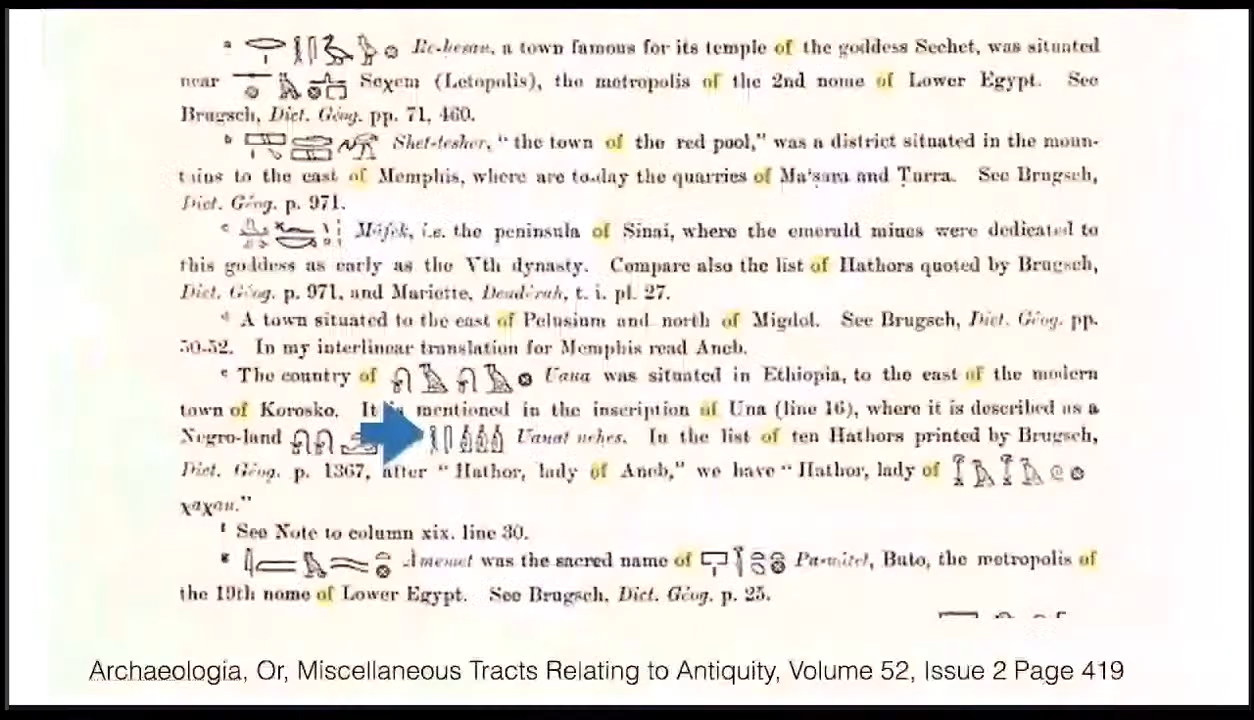 a Re-hesau, a town famous for its temple of the goddess Sechet, was situated
near Seχem (Letopolis), the metropolis of the 2nd nome of Lower Egypt. See
Brugsch, Dict. Géog. pp. 71, 460.
b Shet-tesher, “ the town of the red pool,” was a district situated in the moun-
tains to the east of Memphis, where are to-day the quarries of Ma'sara and Turra. See Brugsch,
Dict. Géog. p. 971.
c Máfek, i.e. the peninsula of Sinai, where the emerald mines were dedicated to
this goddess as early as the Vth dynasty. Compare also the list of Hathors quoted by Brugsch,
Dict. Géog. p. 971, and Mariette, Dendérah, t. i. pl. 27.
d A town situated to the east of Pelusium and north of Migdol. See Brugsch, Dict. Géog. pp.
50-52. In my interlinear translation for Memphis read Aneb.
e The country of Uaua was situated in Ethiopia, to the east of the modern
town of Korosko. It is mentioned in the inscription of Una (line 16), where it is described as a
Negro-land Uauat nehes. In the list of ten Hathors printed by Brugsch,
Dict. Géog. p. 1367, after “ Hathor, lady of Aneb,” we have “ Hathor, lady of
χaχau.”
f See Note to column xix. line 30.
g Amemet was the sacred name of Buto, the metropolis of
the 19th nome of Lower Egypt. See Brugsch, Dict. Géog. p. 25.
Archaeologia, Or, Miscellaneous Tracts Relating to Antiquity, Volume 52, Issue 2 Page 419